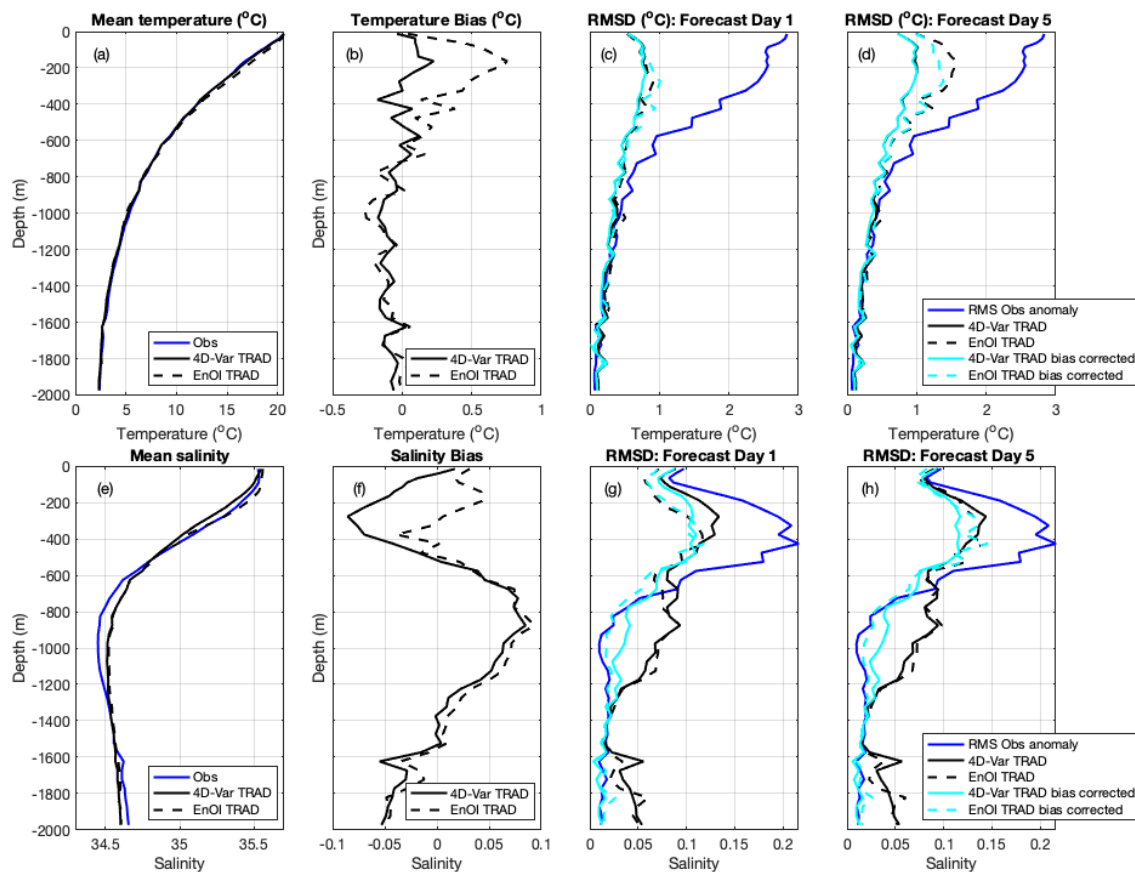 Mean temperature (°C)
Temperature Bias (°C)
RMSD (°C): Forecast Day 1
RMSD (°C): Forecast Day 5
(a)
(b)
(c)
(d)
0
-200
-400
-600
-800
-1000
-1200
-1400
-1600
-1800
-2000
Depth (m)
Obs
4D-Var TRAD
EnOI TRAD
0 5 10 15 20
Temperature (°C)
Depth (m)
4D-Var TRAD
EnOI TRAD
-0.5 0 0.5 1
Temperature (°C)
0 1 2 3
Temperature (°C)
RMS Obs anomaly
4D-Var TRAD
EnOI TRAD
4D-Var TRAD bias corrected
EnOI TRAD bias corrected
0 1 2 3
Temperature (°C)
Mean salinity
Salinity Bias
RMSD: Forecast Day 1
RMSD: Forecast Day 5
(e)
(f)
(g)
(h)
0
-200
-400
-600
-800
-1000
-1200
-1400
-1600
-1800
-2000
Depth (m)
Obs
4D-Var TRAD
EnOI TRAD
34.5 35 35.5
Salinity
Depth (m)
4D-Var TRAD
EnOI TRAD
-0.1 -0.05 0 0.05 0.1
Salinity
0 0.05 0.1 0.15 0.2
Salinity
RMS Obs anomaly
4D-Var TRAD
EnOI TRAD
4D-Var TRAD bias corrected
EnOI TRAD bias corrected
0 0.05 0.1 0.15 0.2
Salinity